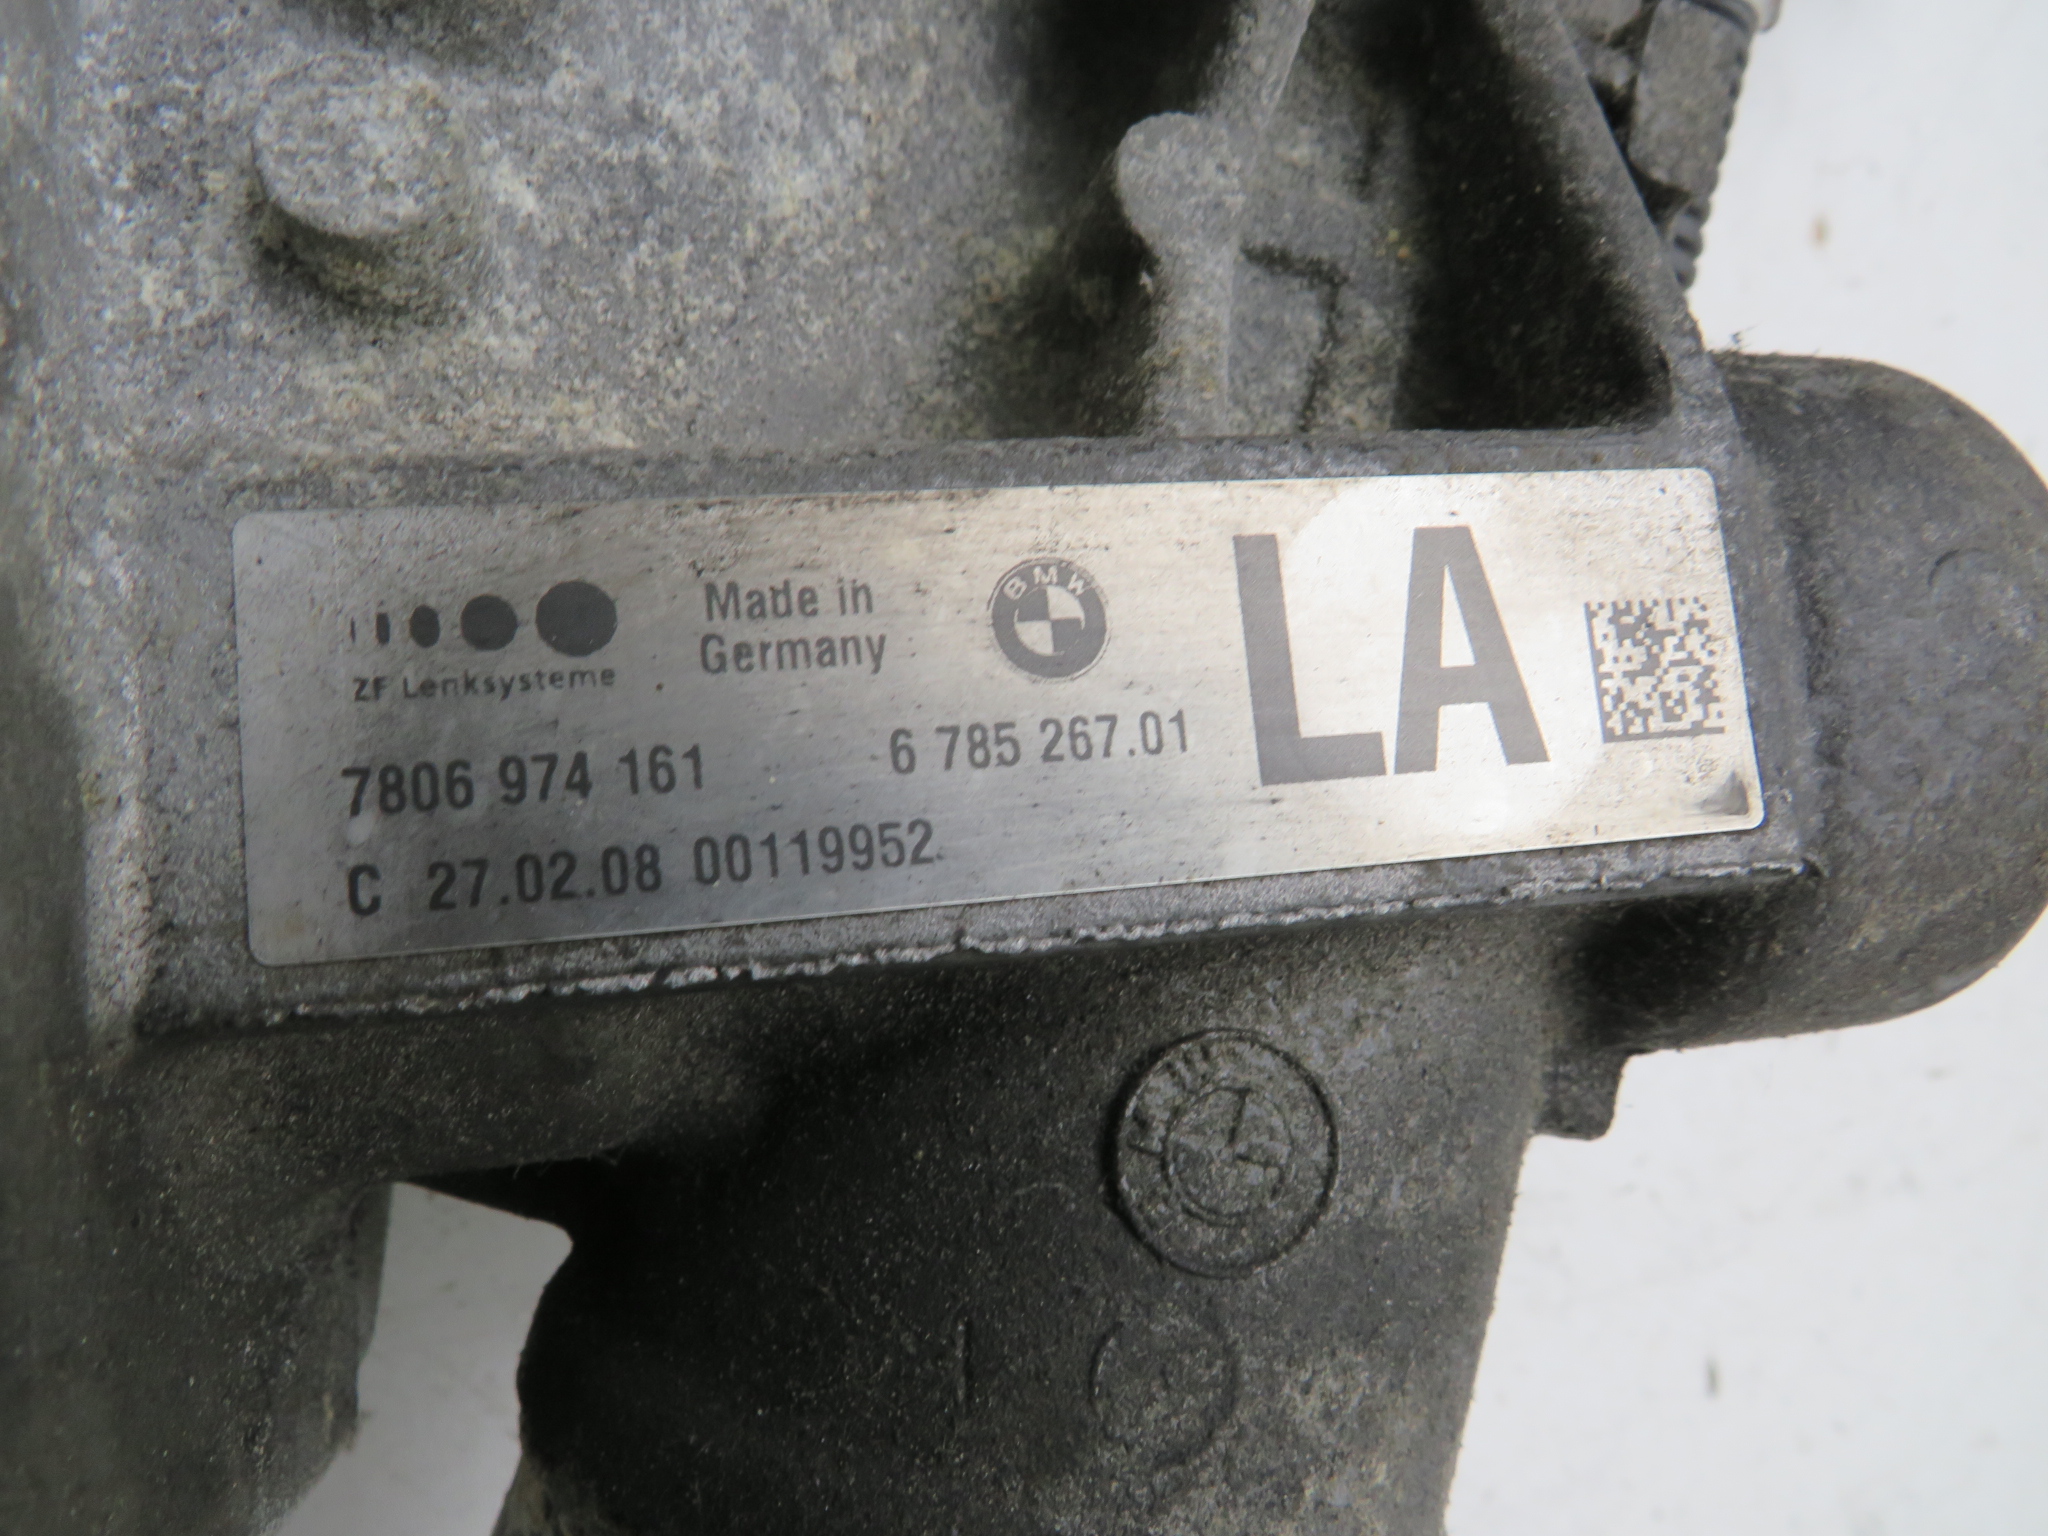 ZF Lenksysteme
Made in
Germany
BMW
LA
7806 974 161
6 785 267.01
C 27.02.08 00119952